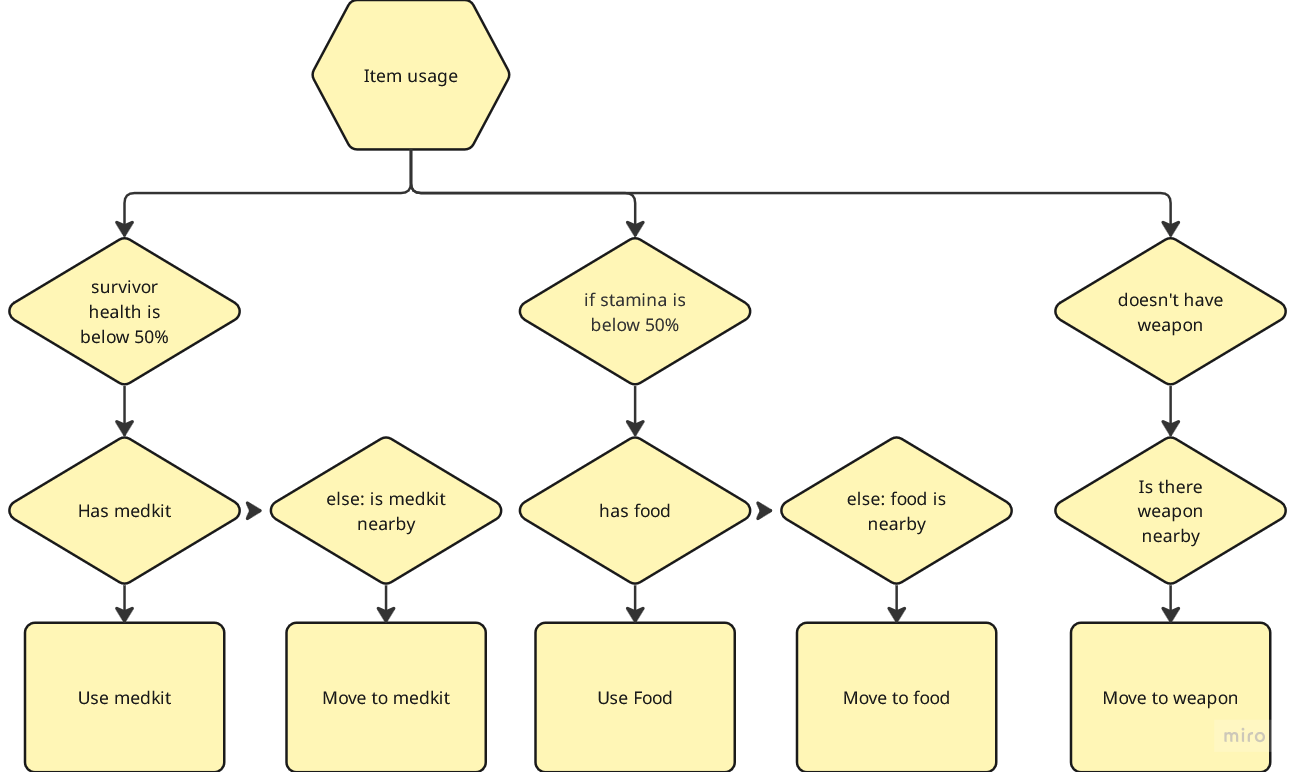 Item usage
survivor
health is
below 50%
if stamina is
below 50%
doesn't have
weapon
Has medkit
else: is medkit
nearby
has food
else: food is
nearby
Is there
weapon
nearby
Use medkit
Move to medkit
Use Food
Move to food
Move to weapon
miro